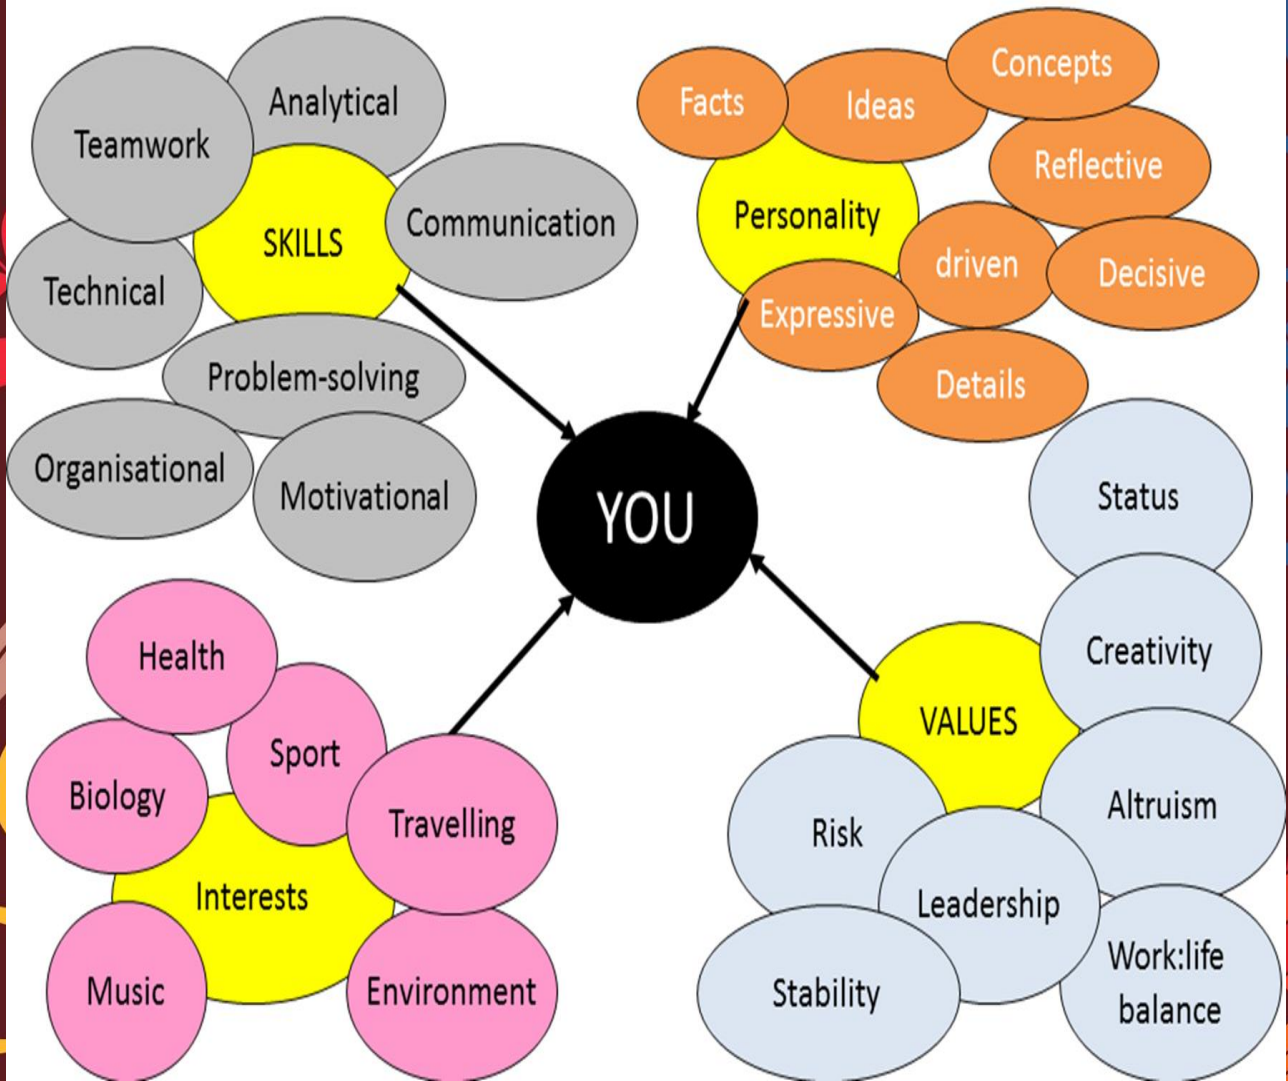 Analytical
Teamwork
SKILLS
Communication
Technical
Problem-solving
Organisational
Motivational
Concepts
Facts
Ideas
Reflective
Personality
driven
Decisive
Expressive
Details
YOU
Health
Sport
Biology
Travelling
Interests
Music
Environment
Status
Creativity
VALUES
Altruism
Risk
Leadership
Work:life
balance
Stability